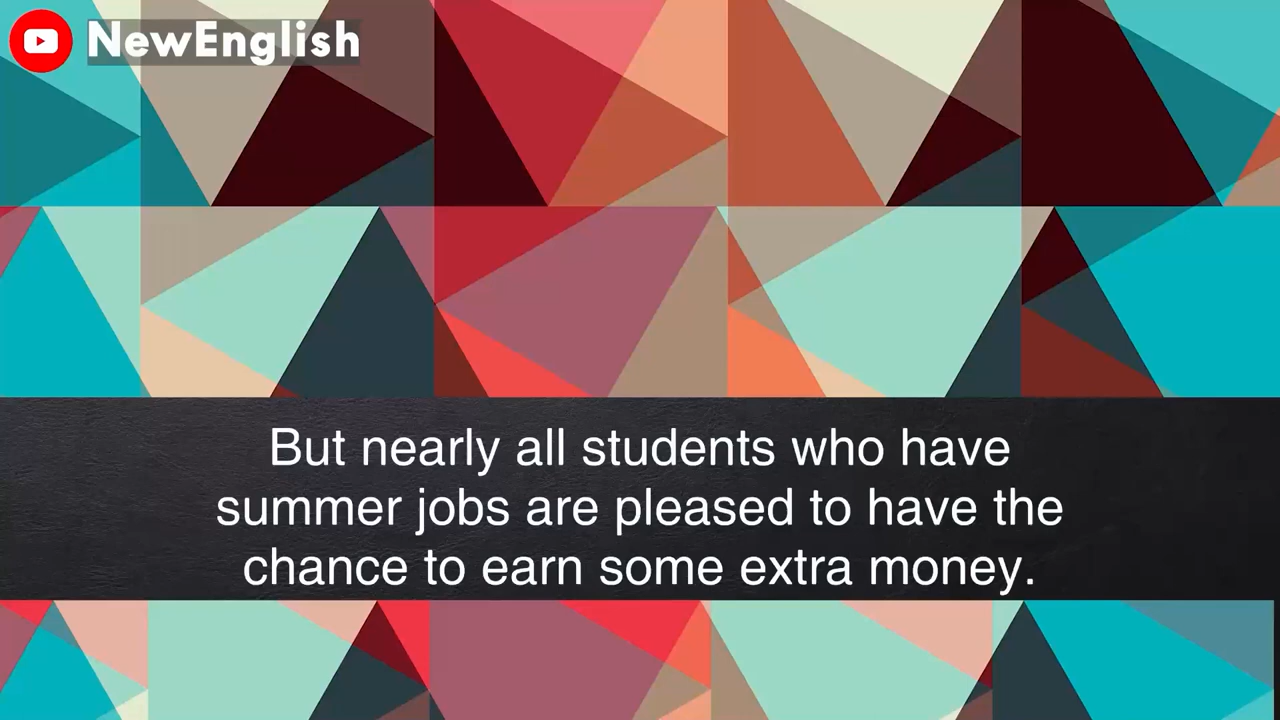 NewEnglish
But nearly all students who have
summer jobs are pleased to have the
chance to earn some extra money.